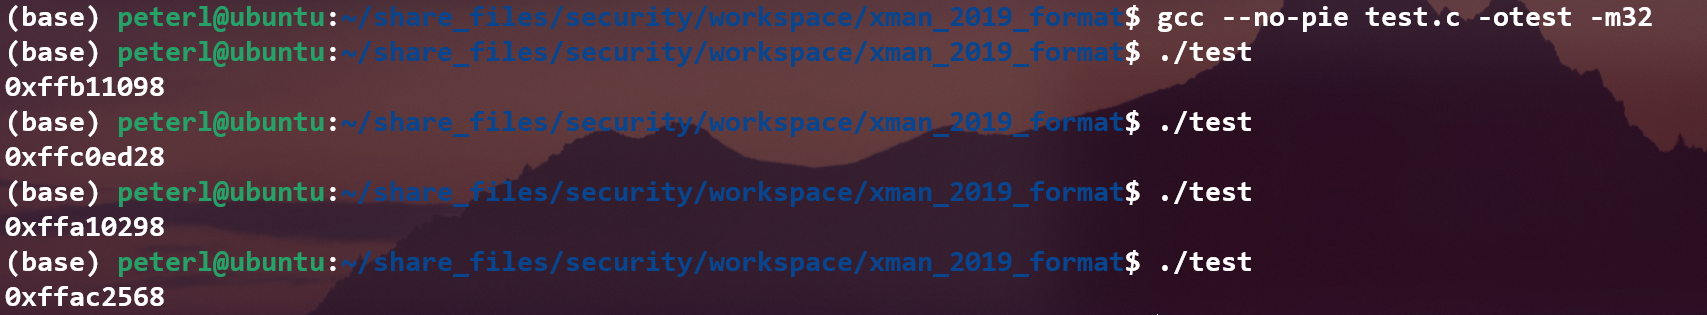 (base) peterl@ubuntu:~/share_files/security/workspace/xman_2019_format$ gcc --no-pie test.c -otest -m32
(base) peterl@ubuntu:~/share_files/security/workspace/xman_2019_format$ ./test
0xffb11098
(base) peterl@ubuntu:~/share_files/security/workspace/xman_2019_format$ ./test
0xffc0ed28
(base) peterl@ubuntu:~/share_files/security/workspace/xman_2019_format$ ./test
0xffa10298
(base) peterl@ubuntu:~/share_files/security/workspace/xman_2019_format$ ./test
0xffac2568